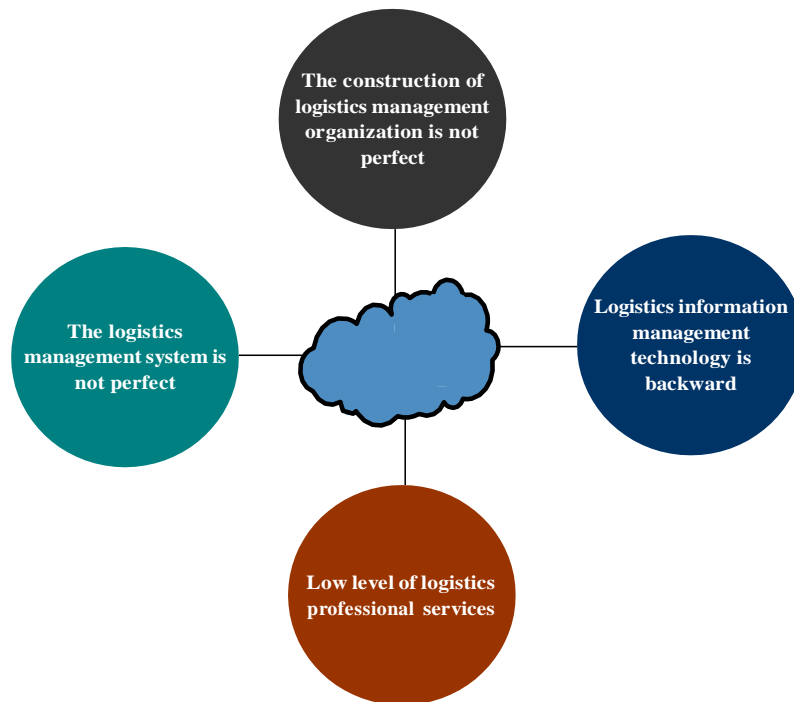 The construction of
logistics management
organization is not
perfect
The logistics
management system is
not perfect
Logistics information
management
technology is
backward
Low level of logistics
professional services